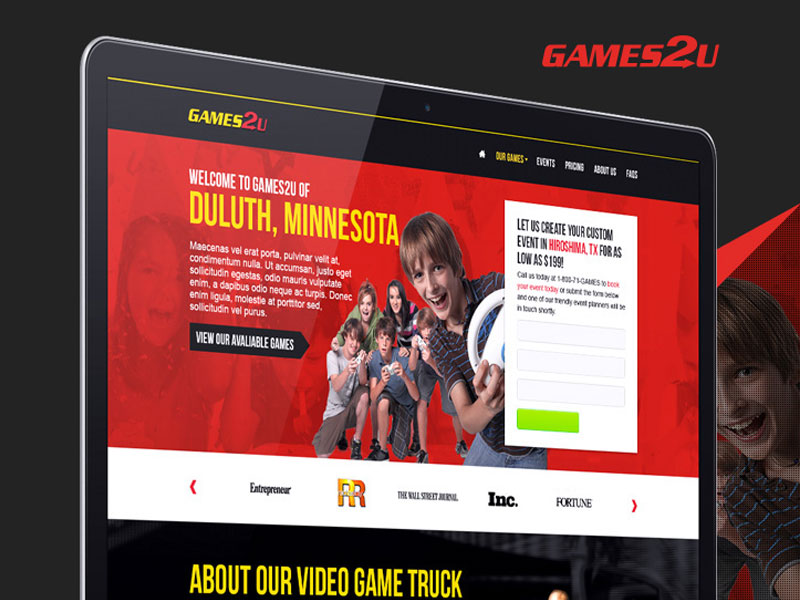 GAMES2U
GAMES2U
OUR GAMES
EVENTS
PRICING
ABOUT US
FAQS
WELCOME TO GAMES2U OF
DULUTH, MINNESOTA
Maecenas vel erat porta, pulvinar velit at,
condimentum nulla. Ut accumsan, justo eget
sollicitudin egestas, odio mauris vulputate
enim, a dapibus odio neque ac turpis. Donec
enim ligula, molestie at porttitor sed,
sollicitudin vel purus.
VIEW OUR AVALIABLE GAMES
LET US CREATE YOUR CUSTOM
EVENT IN HIROSHIMA, TX FOR AS
LOW AS $199!
Call us today at 1-800-71-GAMES to book
your event today or submit the form below
and one of our friendly event planners will be
in touch shortly.
Entrepreneur
RR
THE WALL STREET JOURNAL
Inc.
FORTUNE
ABOUT OUR VIDEO GAME TRUCK